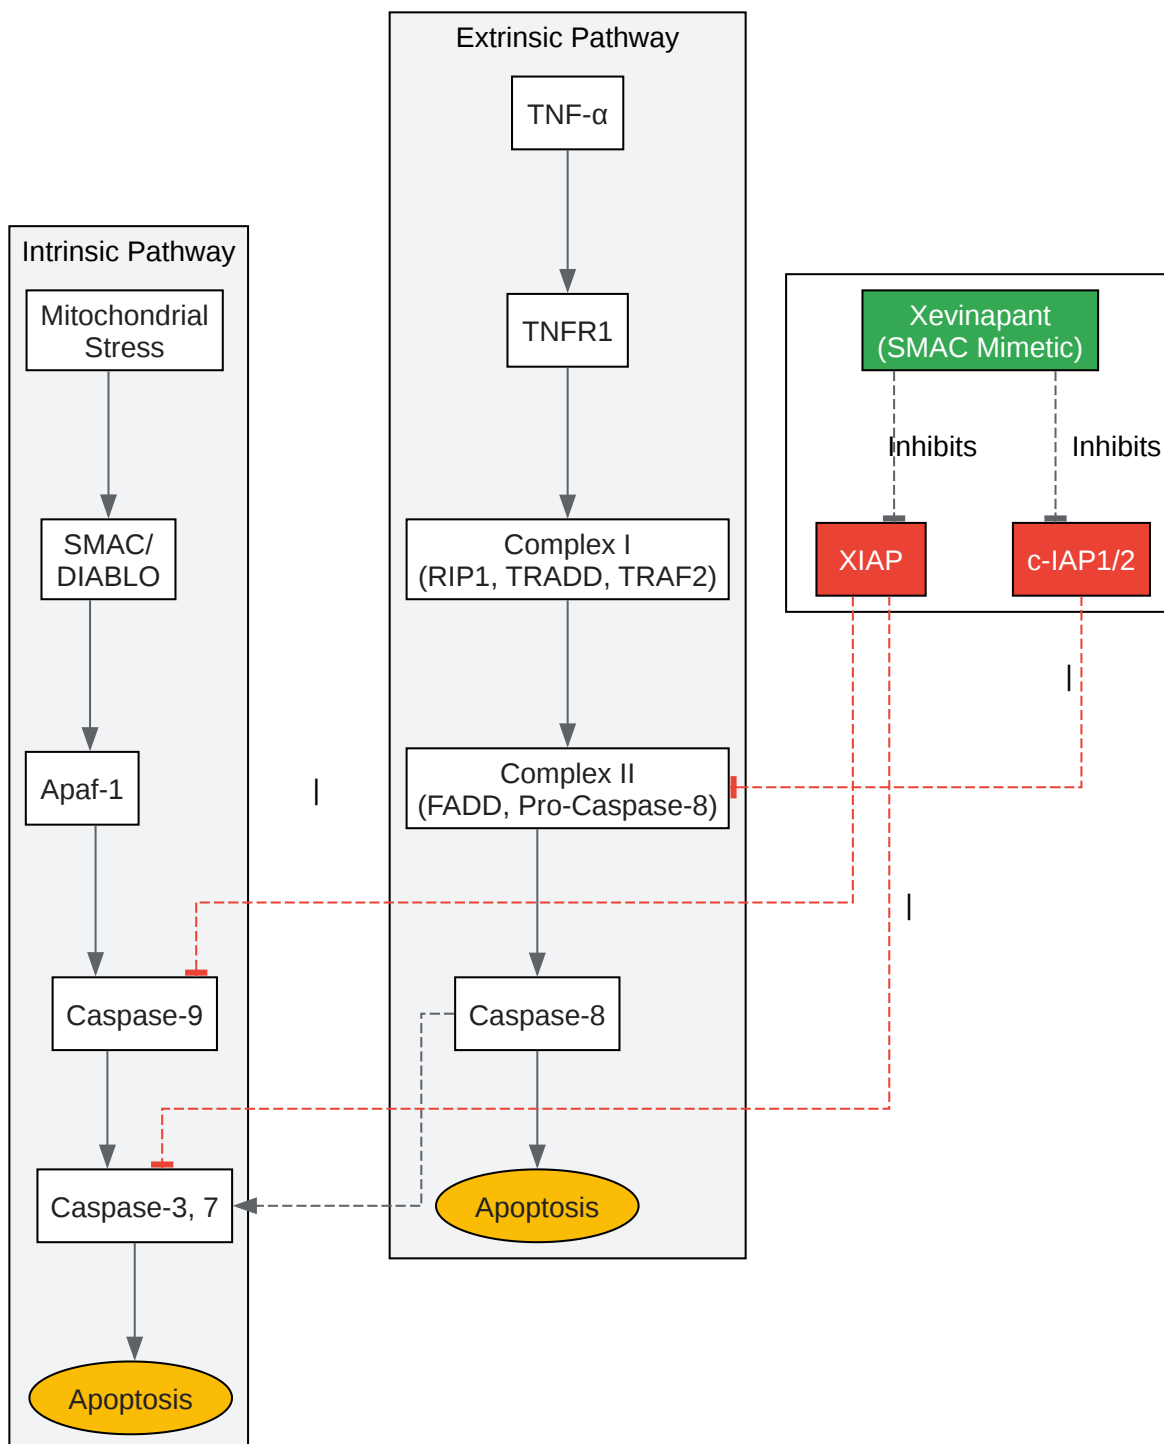 Extrinsic Pathway
TNF-α
TNFR1
Complex I
(RIP1, TRADD, TRAF2)
Complex II
(FADD, Pro-Caspase-8)
Caspase-8
Apoptosis
Intrinsic Pathway
Mitochondrial
Stress
SMAC/
DIABLO
Apaf-1
Caspase-9
Caspase-3, 7
Apoptosis
Xevinapant
(SMAC Mimetic)
Inhibits
Inhibits
XIAP
c-IAP1/2
|
|
|